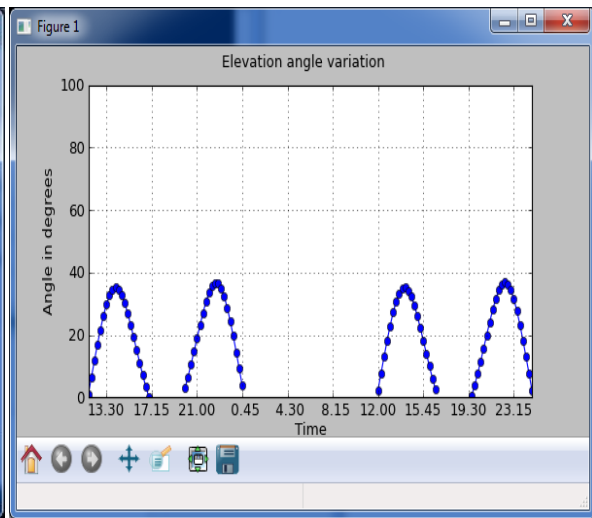 Figure 1
Elevation angle variation
100
80
60
40
20
0
Angle in degrees
13.30 17.15 21.00 0.45 4.30 8.15 12.00 15.45 19.30 23.15
Time